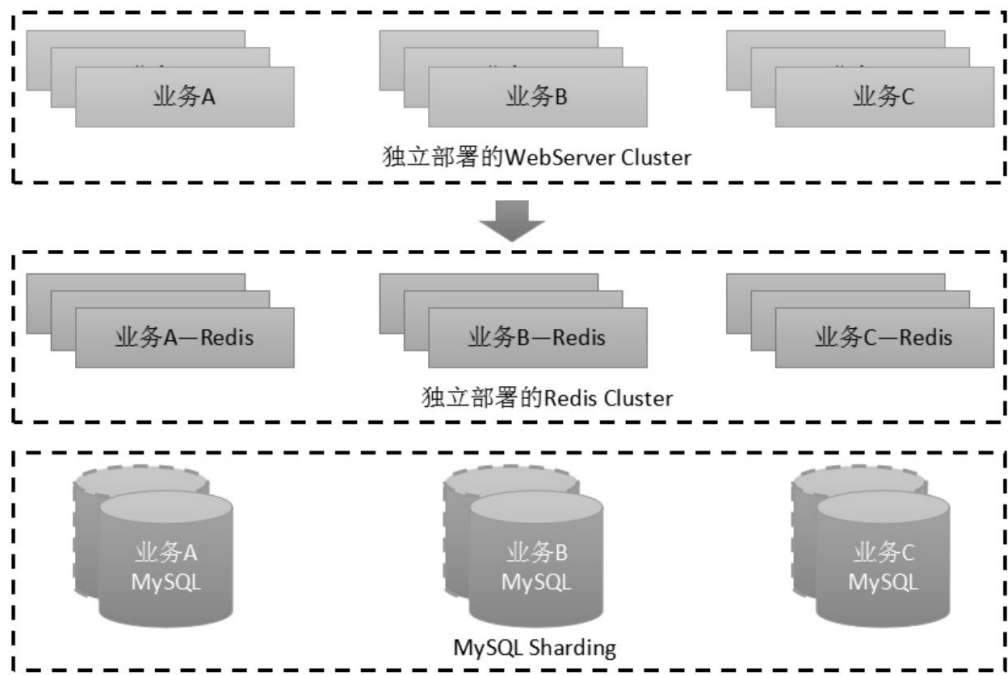 业务A
业务B
业务C
独立部署的WebServer Cluster
业务A—Redis
业务B—Redis
业务C—Redis
独立部署的Redis Cluster
业务A
MySQL
业务B
MySQL
业务C
MySQL
MySQL Sharding